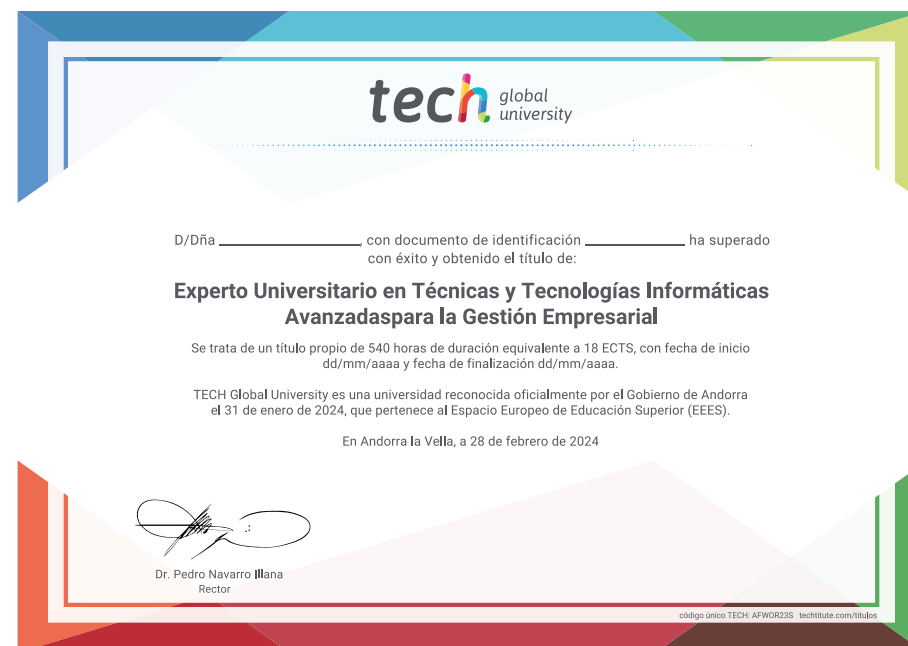 tech global university
D/Dña ____________________, con documento de identificación ______________ ha superado
con éxito y obtenido el título de:
Experto Universitario en Técnicas y Tecnologías Informáticas
Avanzadaspara la Gestión Empresarial
Se trata de un título propio de 540 horas de duración equivalente a 18 ECTS, con fecha de inicio
dd/mm/aaaa y fecha de finalización dd/mm/aaaa.
TECH Global University es una universidad reconocida oficialmente por el Gobierno de Andorra
el 31 de enero de 2024, que pertenece al Espacio Europeo de Educación Superior (EEES).
En Andorra la Vella, a 28 de febrero de 2024
Dr. Pedro Navarro Illana
Rector
código único TECH: AFWOR23S techtitute.com/titulos